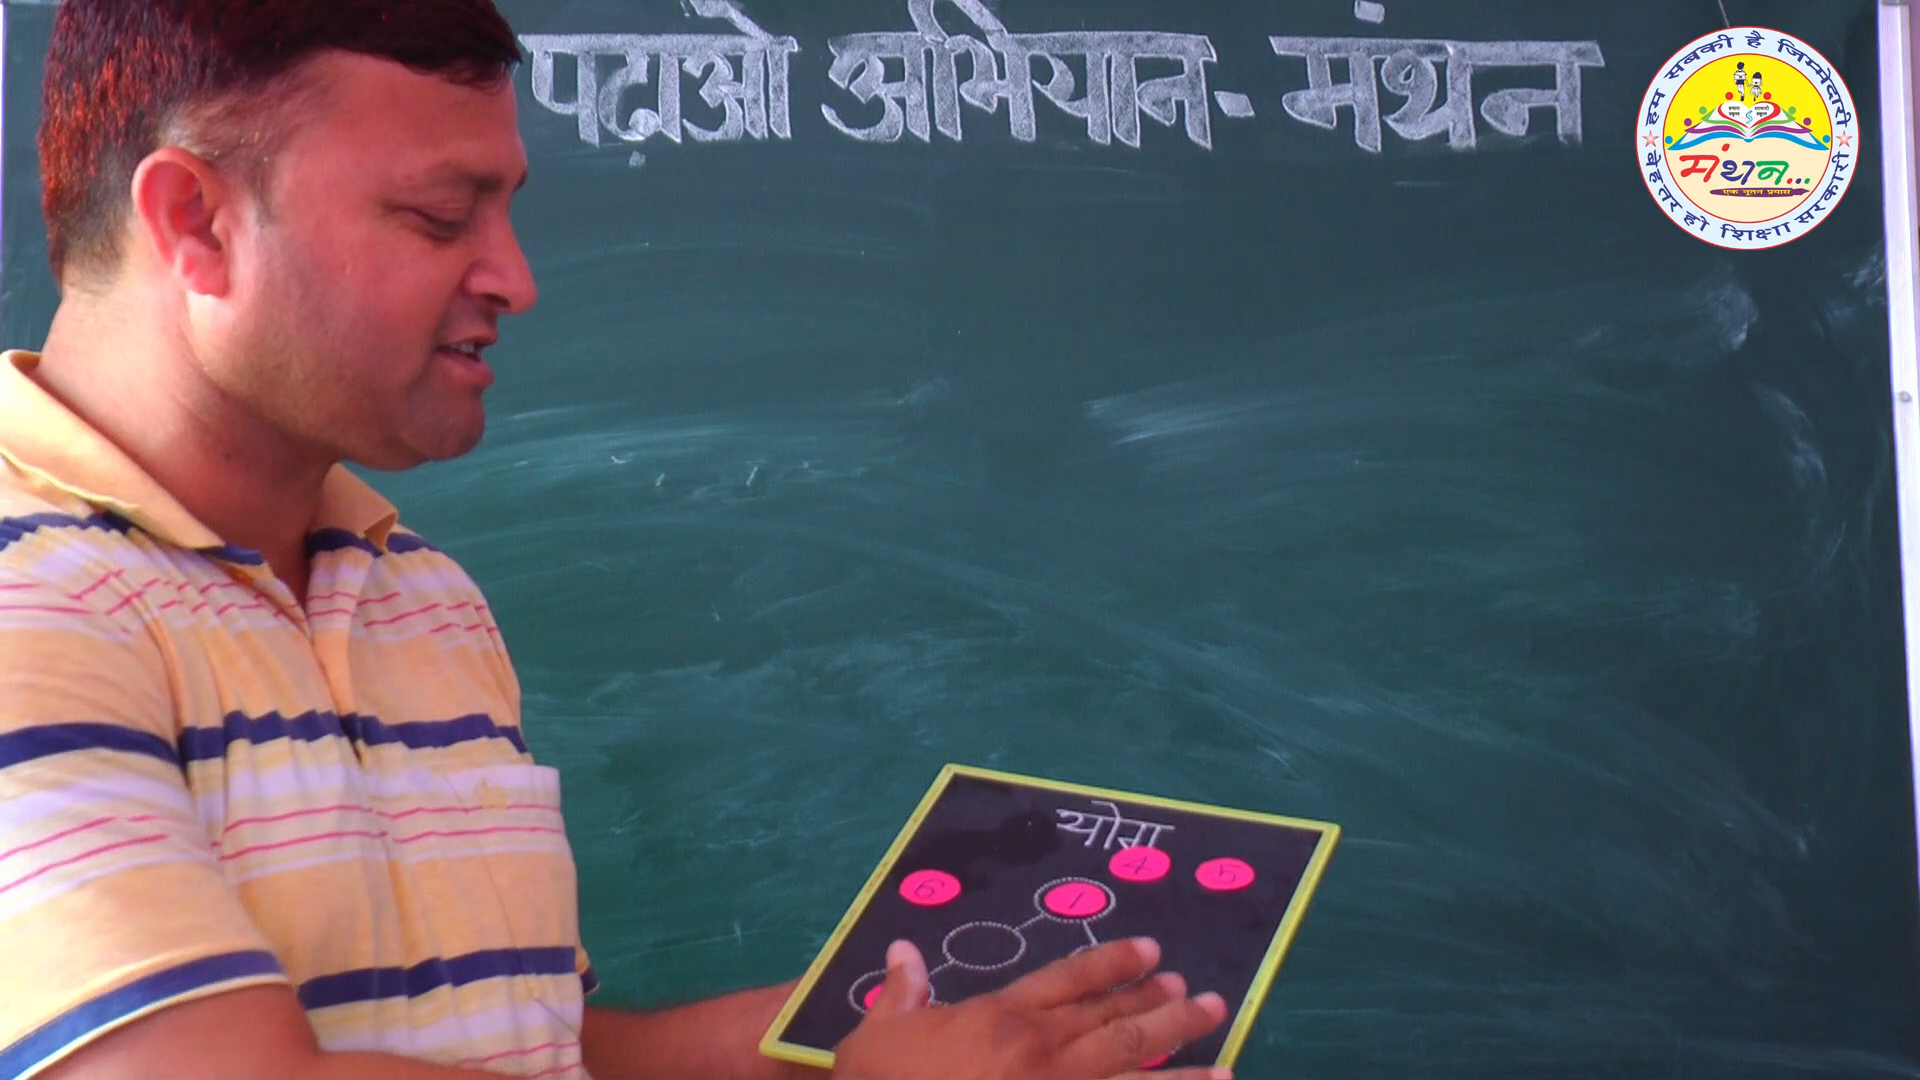 पढ़ाओ अभियान - मंथन
हम सबकी है जिम्मेदारी
बेहतर हो शिक्षा सरकारी
मंथन...
एक नूतन प्रयास
योग
4
5
6
1